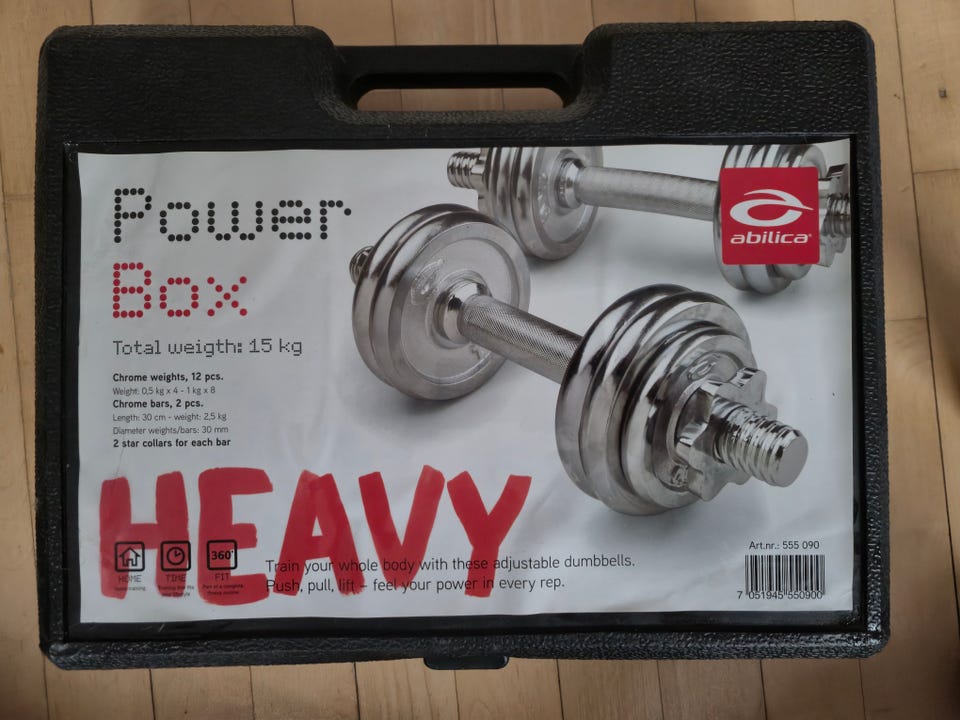 Power
Box
Total weigth: 15 kg
Chrome weights, 12 pcs.
Weight: 0,5 kg x 4 - 1 kg x 8
Chrome bars, 2 pcs.
Length: 30 cm - weight: 2,5 kg
Diameter weights/bars: 30 mm
2 star collars for each bar
abilica
HEAVY
HOME
TIME
360°
FIT
Train your whole body with these adjustable dumbbells.
Push, pull, lift – feel your power in every rep.
Art.nr.: 555 090
7 051945 550900